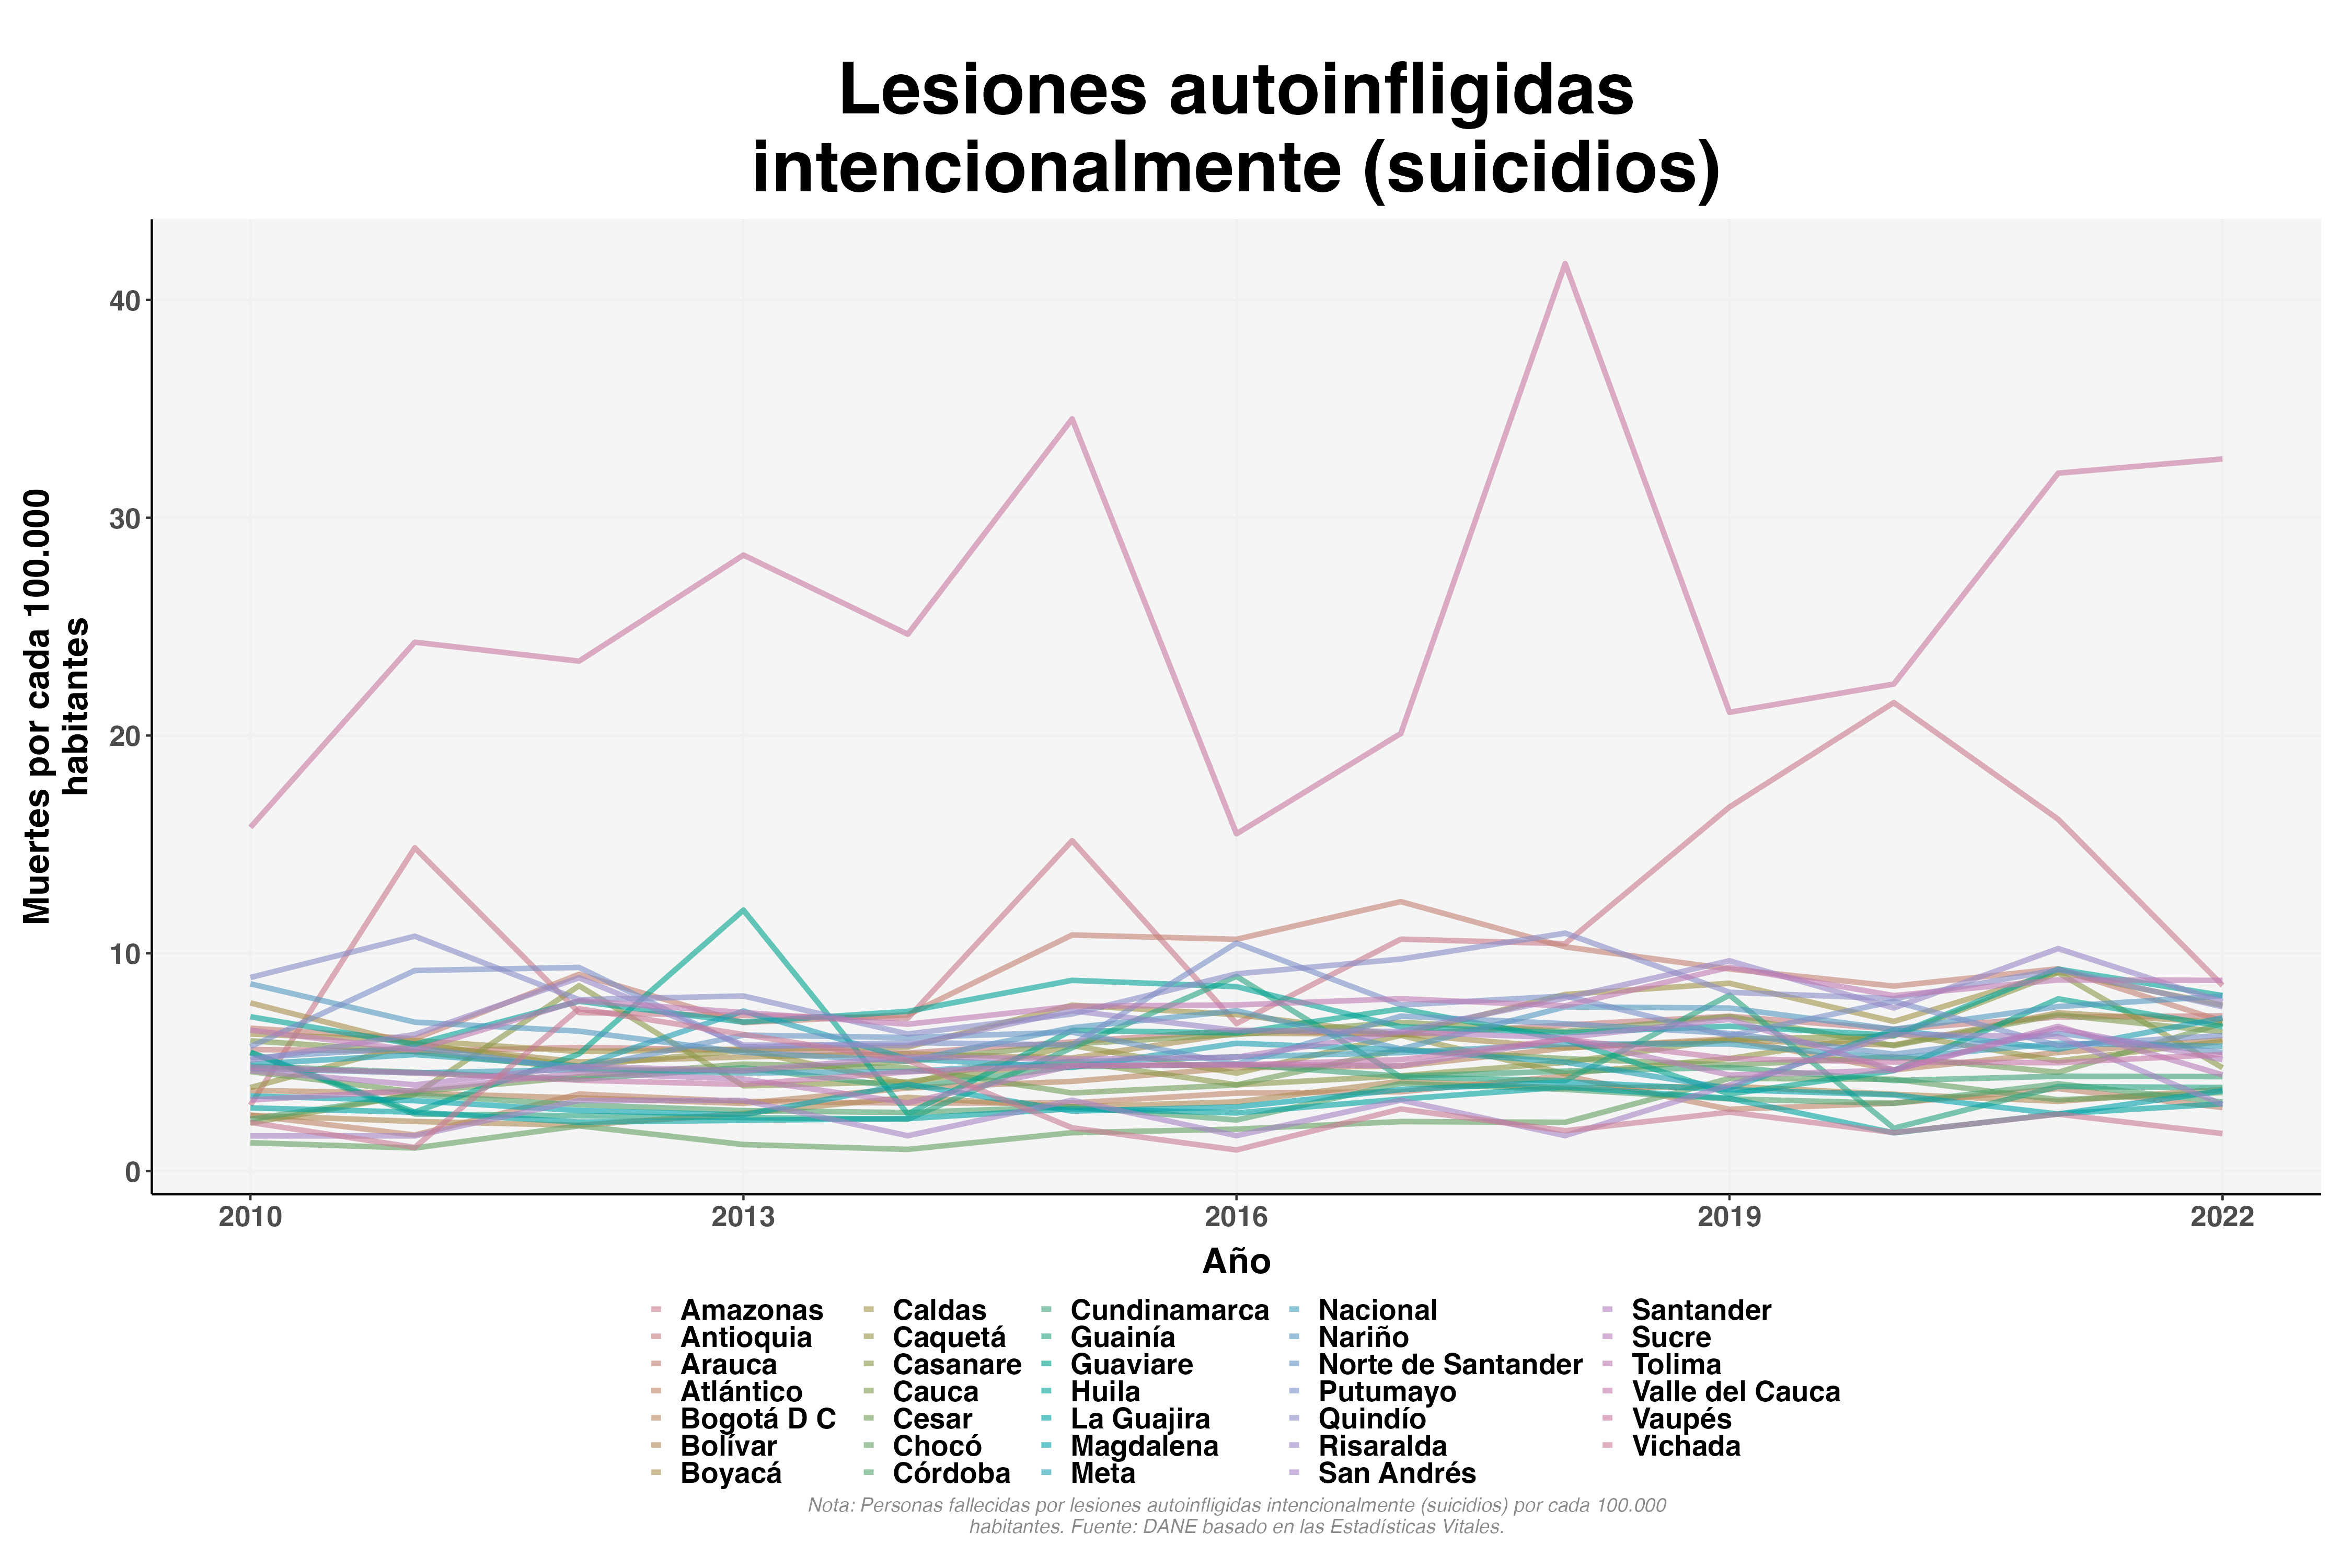 Lesiones autoinfligidas
intencionalmente (suicidios)
Muertes por cada 100.000
habitantes
40
30
20
10
0
2010
2013
2016
2019
2022
Año
Amazonas
Antioquia
Arauca
Atlántico
Bogotá D C
Bolívar
Boyacá
Caldas
Caquetá
Casanare
Cauca
Cesar
Chocó
Córdoba
Cundinamarca
Guainía
Guaviare
Huila
La Guajira
Magdalena
Meta
Nacional
Nariño
Norte de Santander
Putumayo
Quindío
Risaralda
San Andrés
Santander
Sucre
Tolima
Valle del Cauca
Vaupés
Vichada
Nota: Personas fallecidas por lesiones autoinfligidas intencionalmente (suicidios) por cada 100.000
habitantes. Fuente: DANE basado en las Estadísticas Vitales.